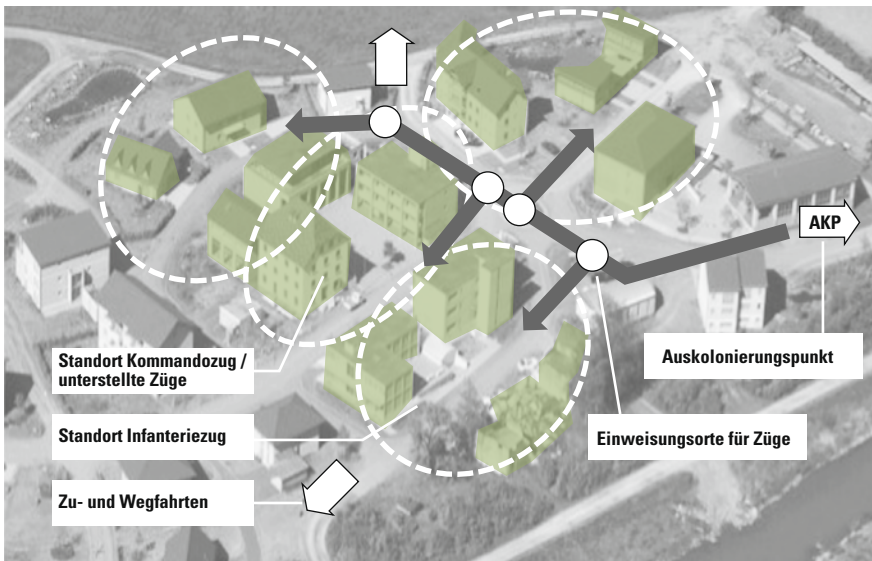 AKP
Standort Kommandozug /
unterstellte Züge
Auskolonierungspunkt
Standort Infanteriezug
Einweisungsorte für Züge
Zu- und Wegfahrten